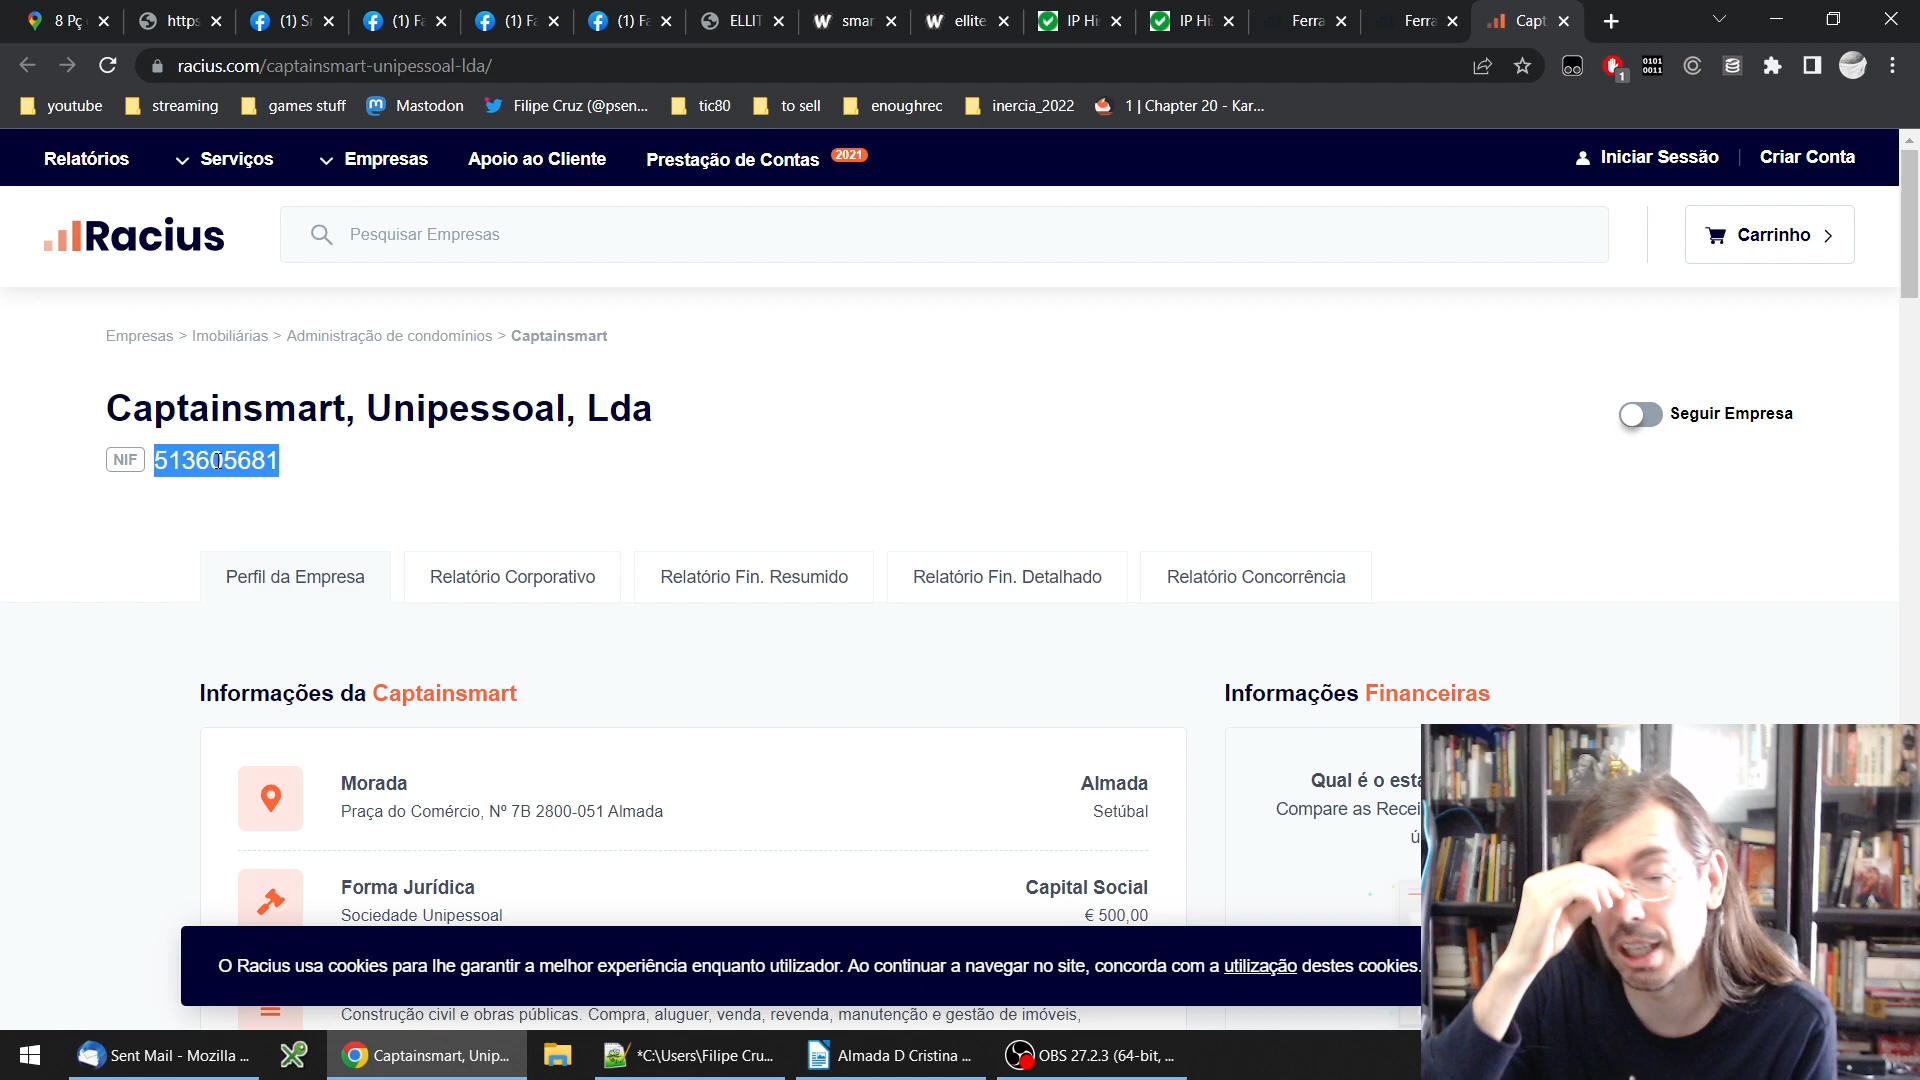 8 Pç
https
(1) Sr
(1) Fa
(1) Fa
(1) Fa
ELLIT
smar
ellite
IP Hi
IP Hi
Ferra
Ferra
Capt
racius.com/captainsmart-unipessoal-lda/
1
0101
0011
youtube
streaming
games stuff
Mastodon
Filipe Cruz (@psen...
tic80
to sell
enoughrec
inercia_2022
1 | Chapter 20 - Kar...
Relatórios
Serviços
Empresas
Apoio ao Cliente
Prestação de Contas 2021
Iniciar Sessão
Criar Conta
Racius
Pesquisar Empresas
Carrinho
Empresas > Imobiliárias > Administração de condomínios > Captainsmart
Captainsmart, Unipessoal, Lda
Seguir Empresa
NIF 513605681
Perfil da Empresa
Relatório Corporativo
Relatório Fin. Resumido
Relatório Fin. Detalhado
Relatório Concorrência
Informações da Captainsmart
Informações Financeiras
Morada
Almada
Praça do Comércio, Nº 7B 2800-051 Almada
Setúbal
Qual é o esta
Compare as Recei
ú
Forma Jurídica
Capital Social
Sociedade Unipessoal
€ 500,00
O Racius usa cookies para lhe garantir a melhor experiência enquanto utilizador. Ao continuar a navegar no site, concorda com a utilização destes cookies.
Construção civil e obras públicas. Compra, aluguer, venda, revenda, manutenção e gestão de imóveis,
Sent Mail - Mozilla ...
Captainsmart, Unip...
*C:\Users\Filipe Cru...
Almada D Cristina ...
OBS 27.2.3 (64-bit, ...